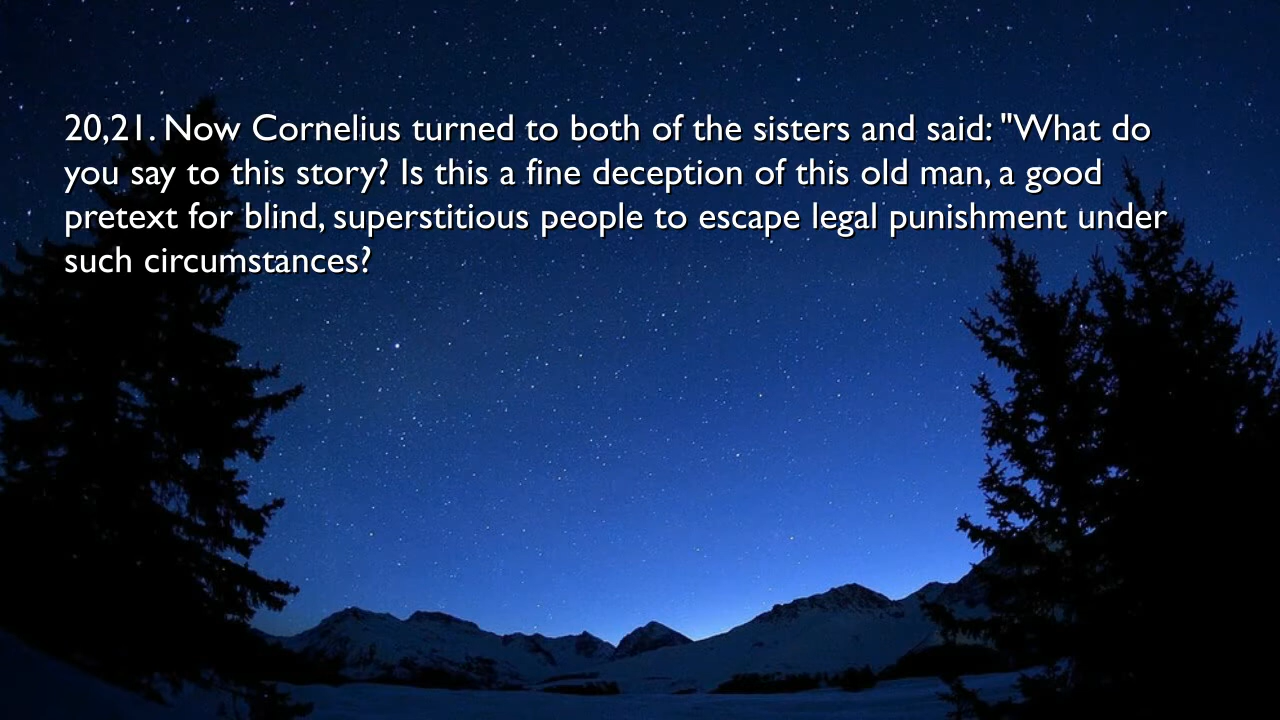 20,21. Now Cornelius turned to both of the sisters and said: "What do
you say to this story? Is this a fine deception of this old man, a good
pretext for blind, superstitious people to escape legal punishment under
such circumstances?